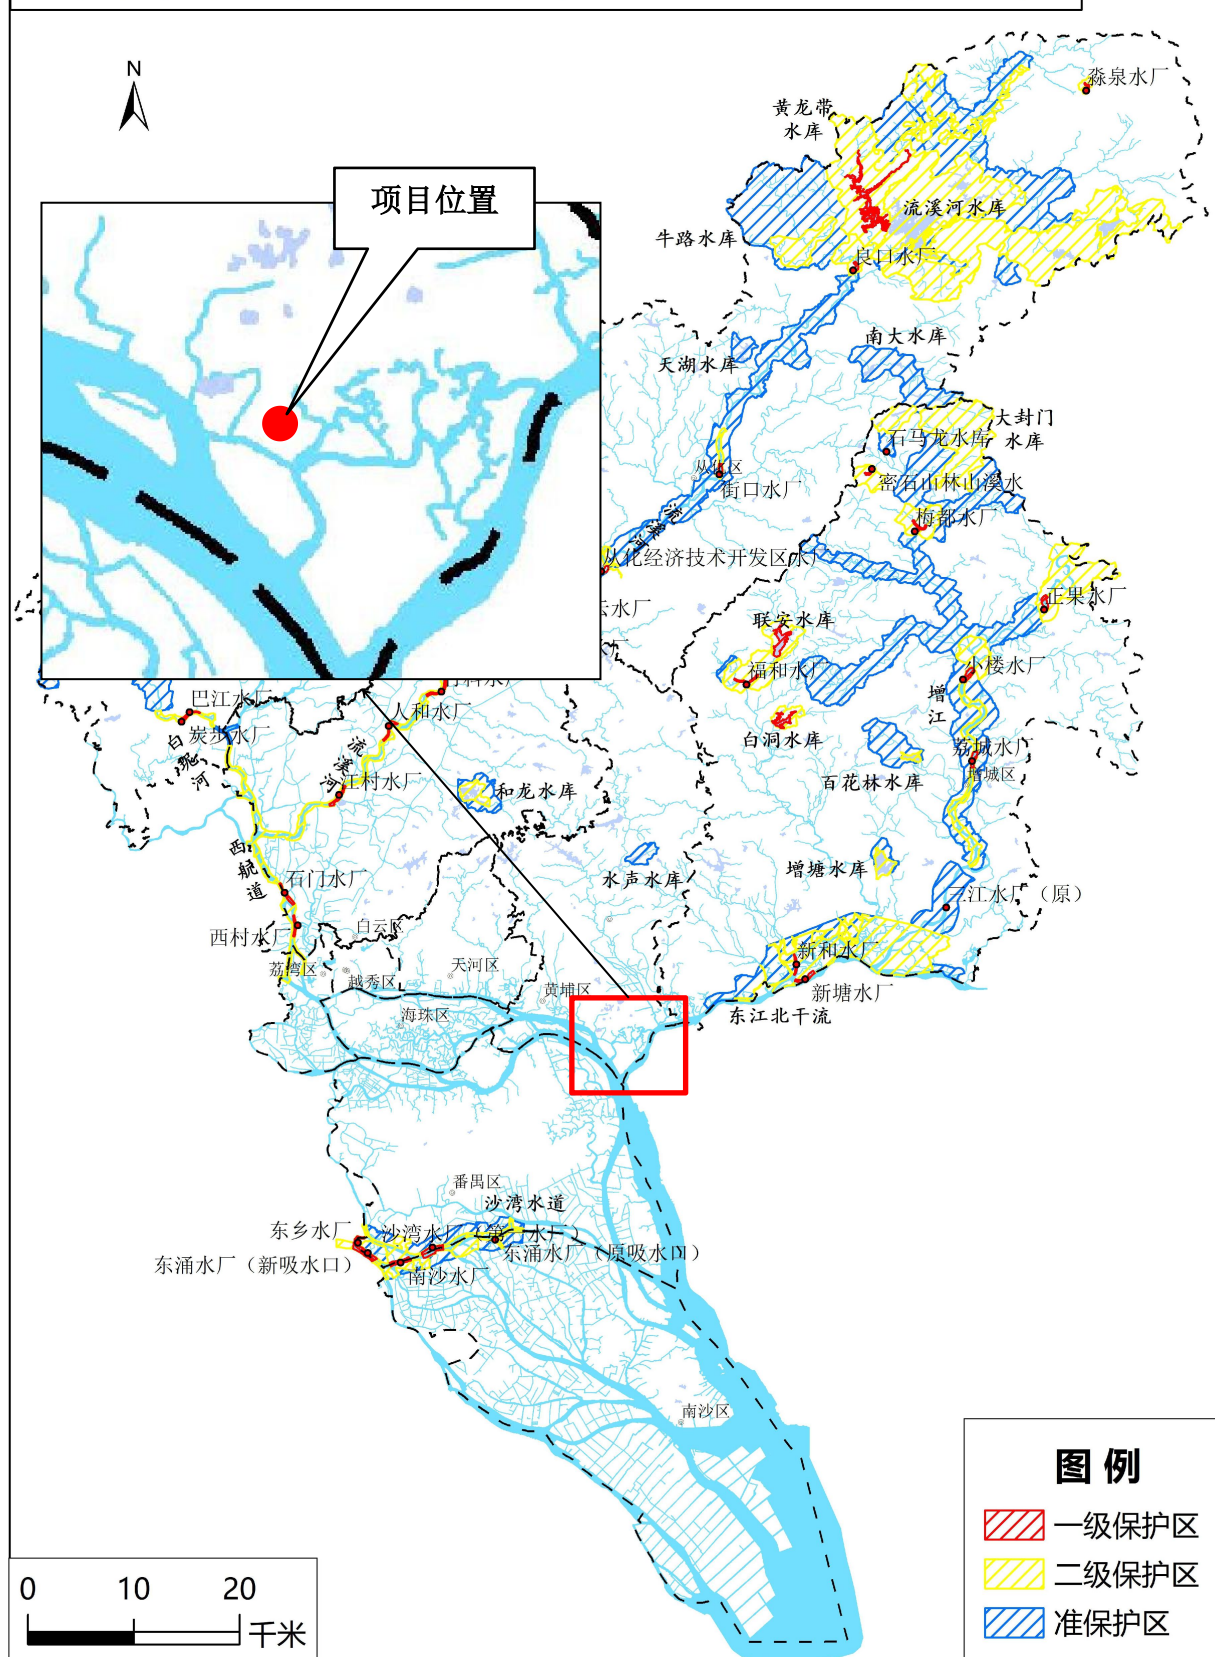 N
淼泉水厂
黄龙带
水库
项目位置
流溪河水库
牛路水库
良口水厂
南大水库
天湖水库
大封门
水库
石马龙水库
从化区
街口水厂
密石山林山溪水
梅都水厂
流溪河
从化经济技术开发区水厂
正果水厂
云水厂
联安水库
福和水厂
小楼水厂
巴江水厂
人和水厂
增江
炭步水厂
白坭河
流溪河
白洞水库
荔城水厂
增城区
江村水厂
和龙水库
百花林水库
西航道
石门水厂
水声水库
增塘水库
三江水厂（原）
西村水厂
白云区
新和水厂
荔湾区
越秀区
天河区
黄埔区
新塘水厂
海珠区
东江北干流
番禺区
沙湾水道
东乡水厂
沙湾水厂（第一水厂）
东涌水厂（新吸水口）
东涌水厂（原吸水口）
南沙水厂
南沙区
图例
一级保护区
二级保护区
准保护区
0 10 20
千米